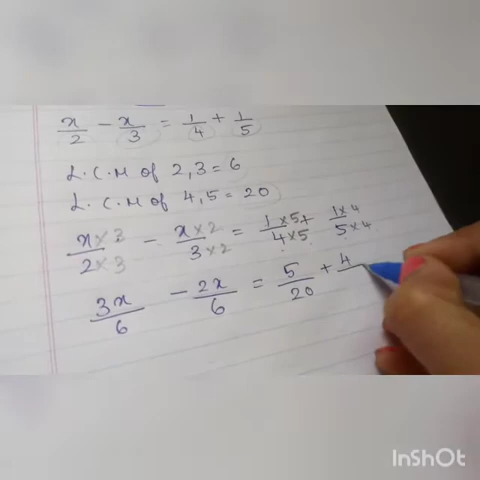 x/2 - x/3 = 1/4 + 1/5
L.C.M of 2,3 = 6
L.C.M of 4,5 = 20
x×3/2×3 - x×2/3×2 = 1×5/4×5 + 1×4/5×4
3x/6 - 2x/6 = 5/20 + 4
InShOt